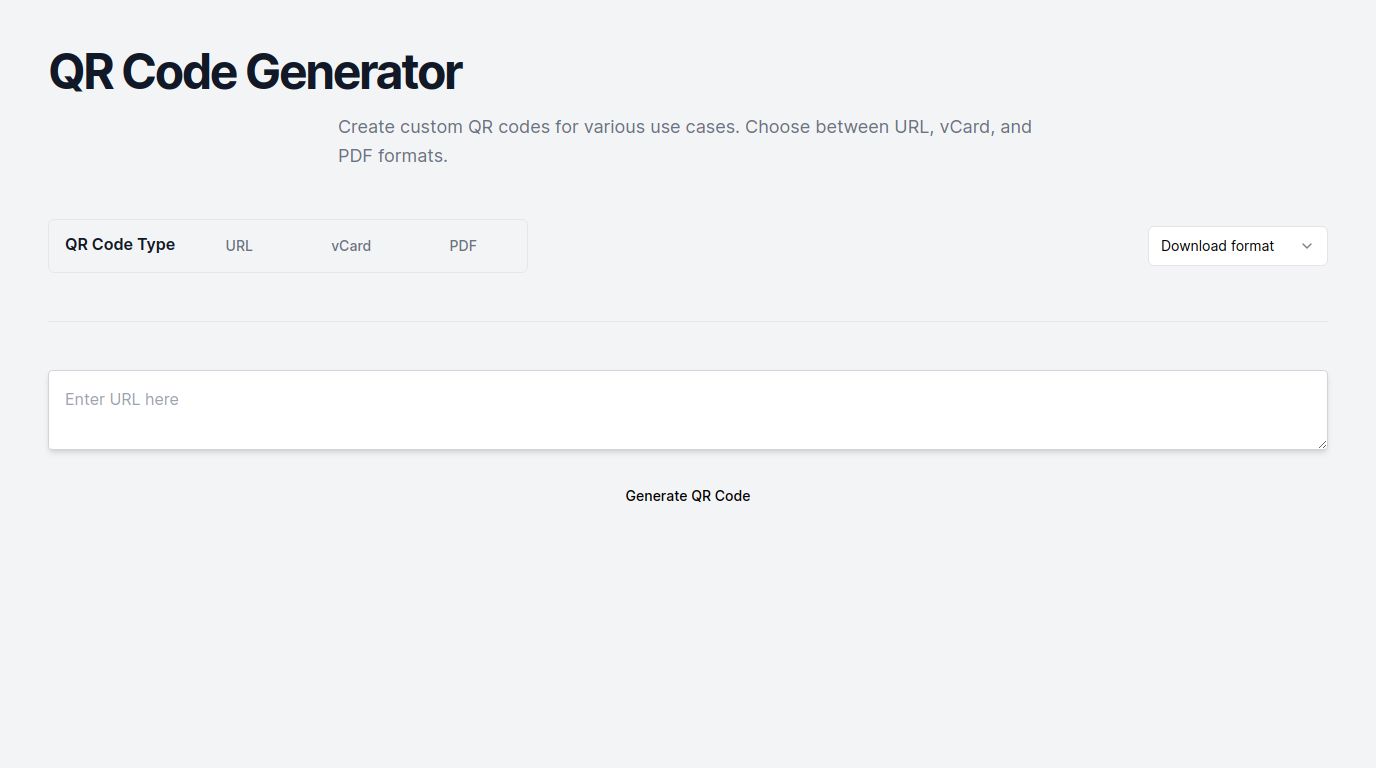 QR Code Generator
Create custom QR codes for various use cases. Choose between URL, vCard, and
PDF formats.
QR Code Type URL vCard PDF Download format
Enter URL here
Generate QR Code